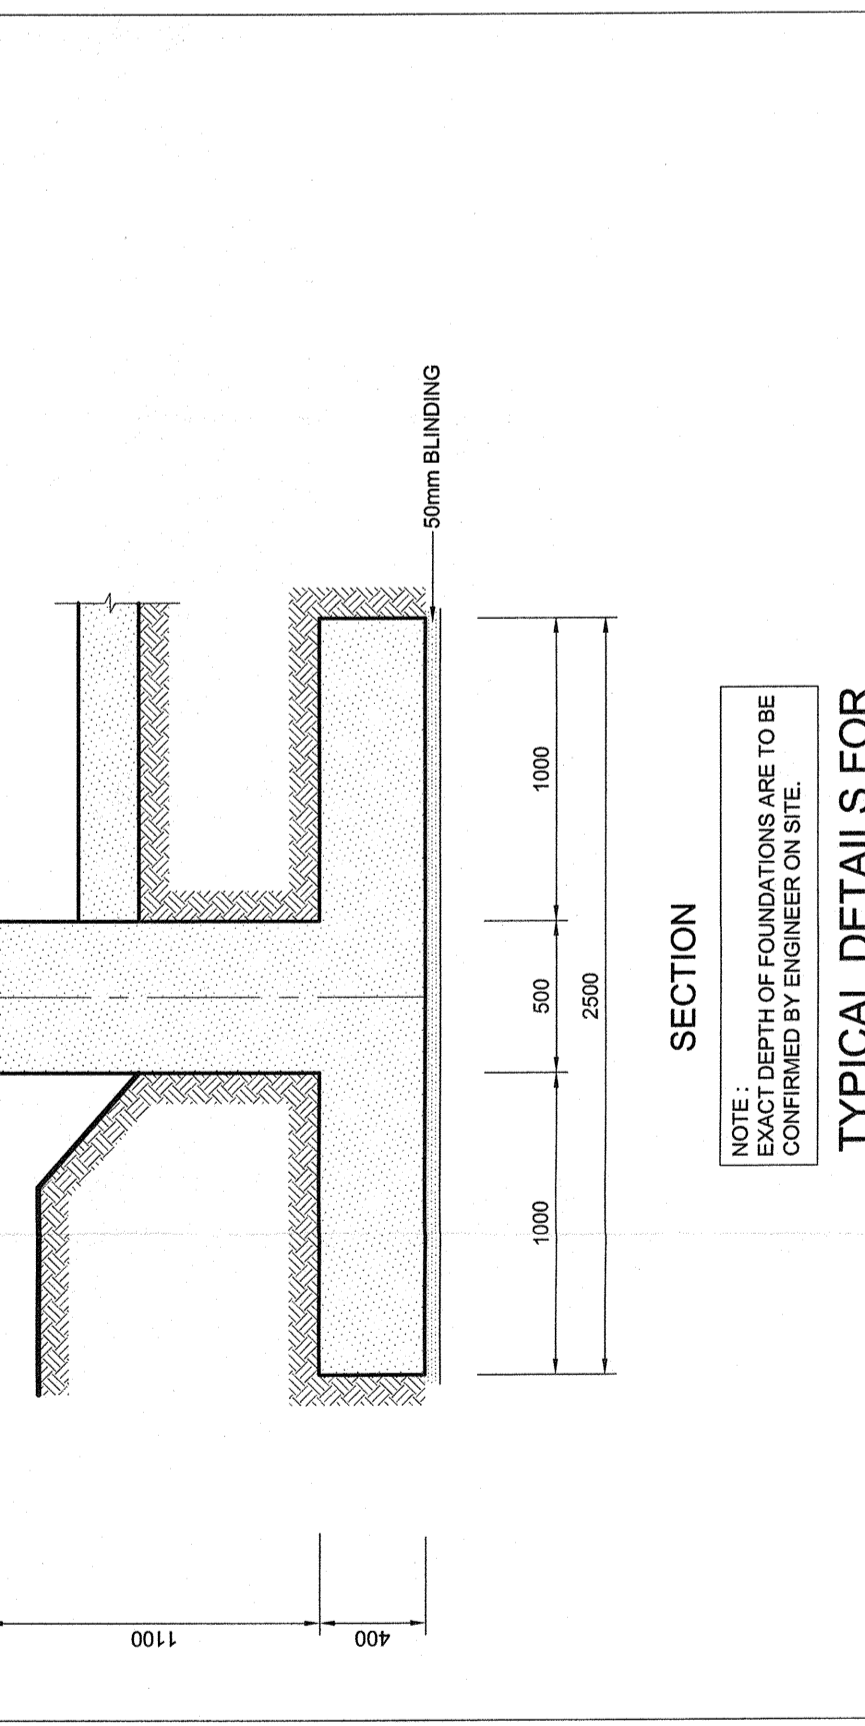 1100
400
50mm BLINDING
1000
500
1000
2500
SECTION
NOTE :
EXACT DEPTH OF FOUNDATIONS ARE TO BE
CONFIRMED BY ENGINEER ON SITE.
TYPICAL DETAILS FOR